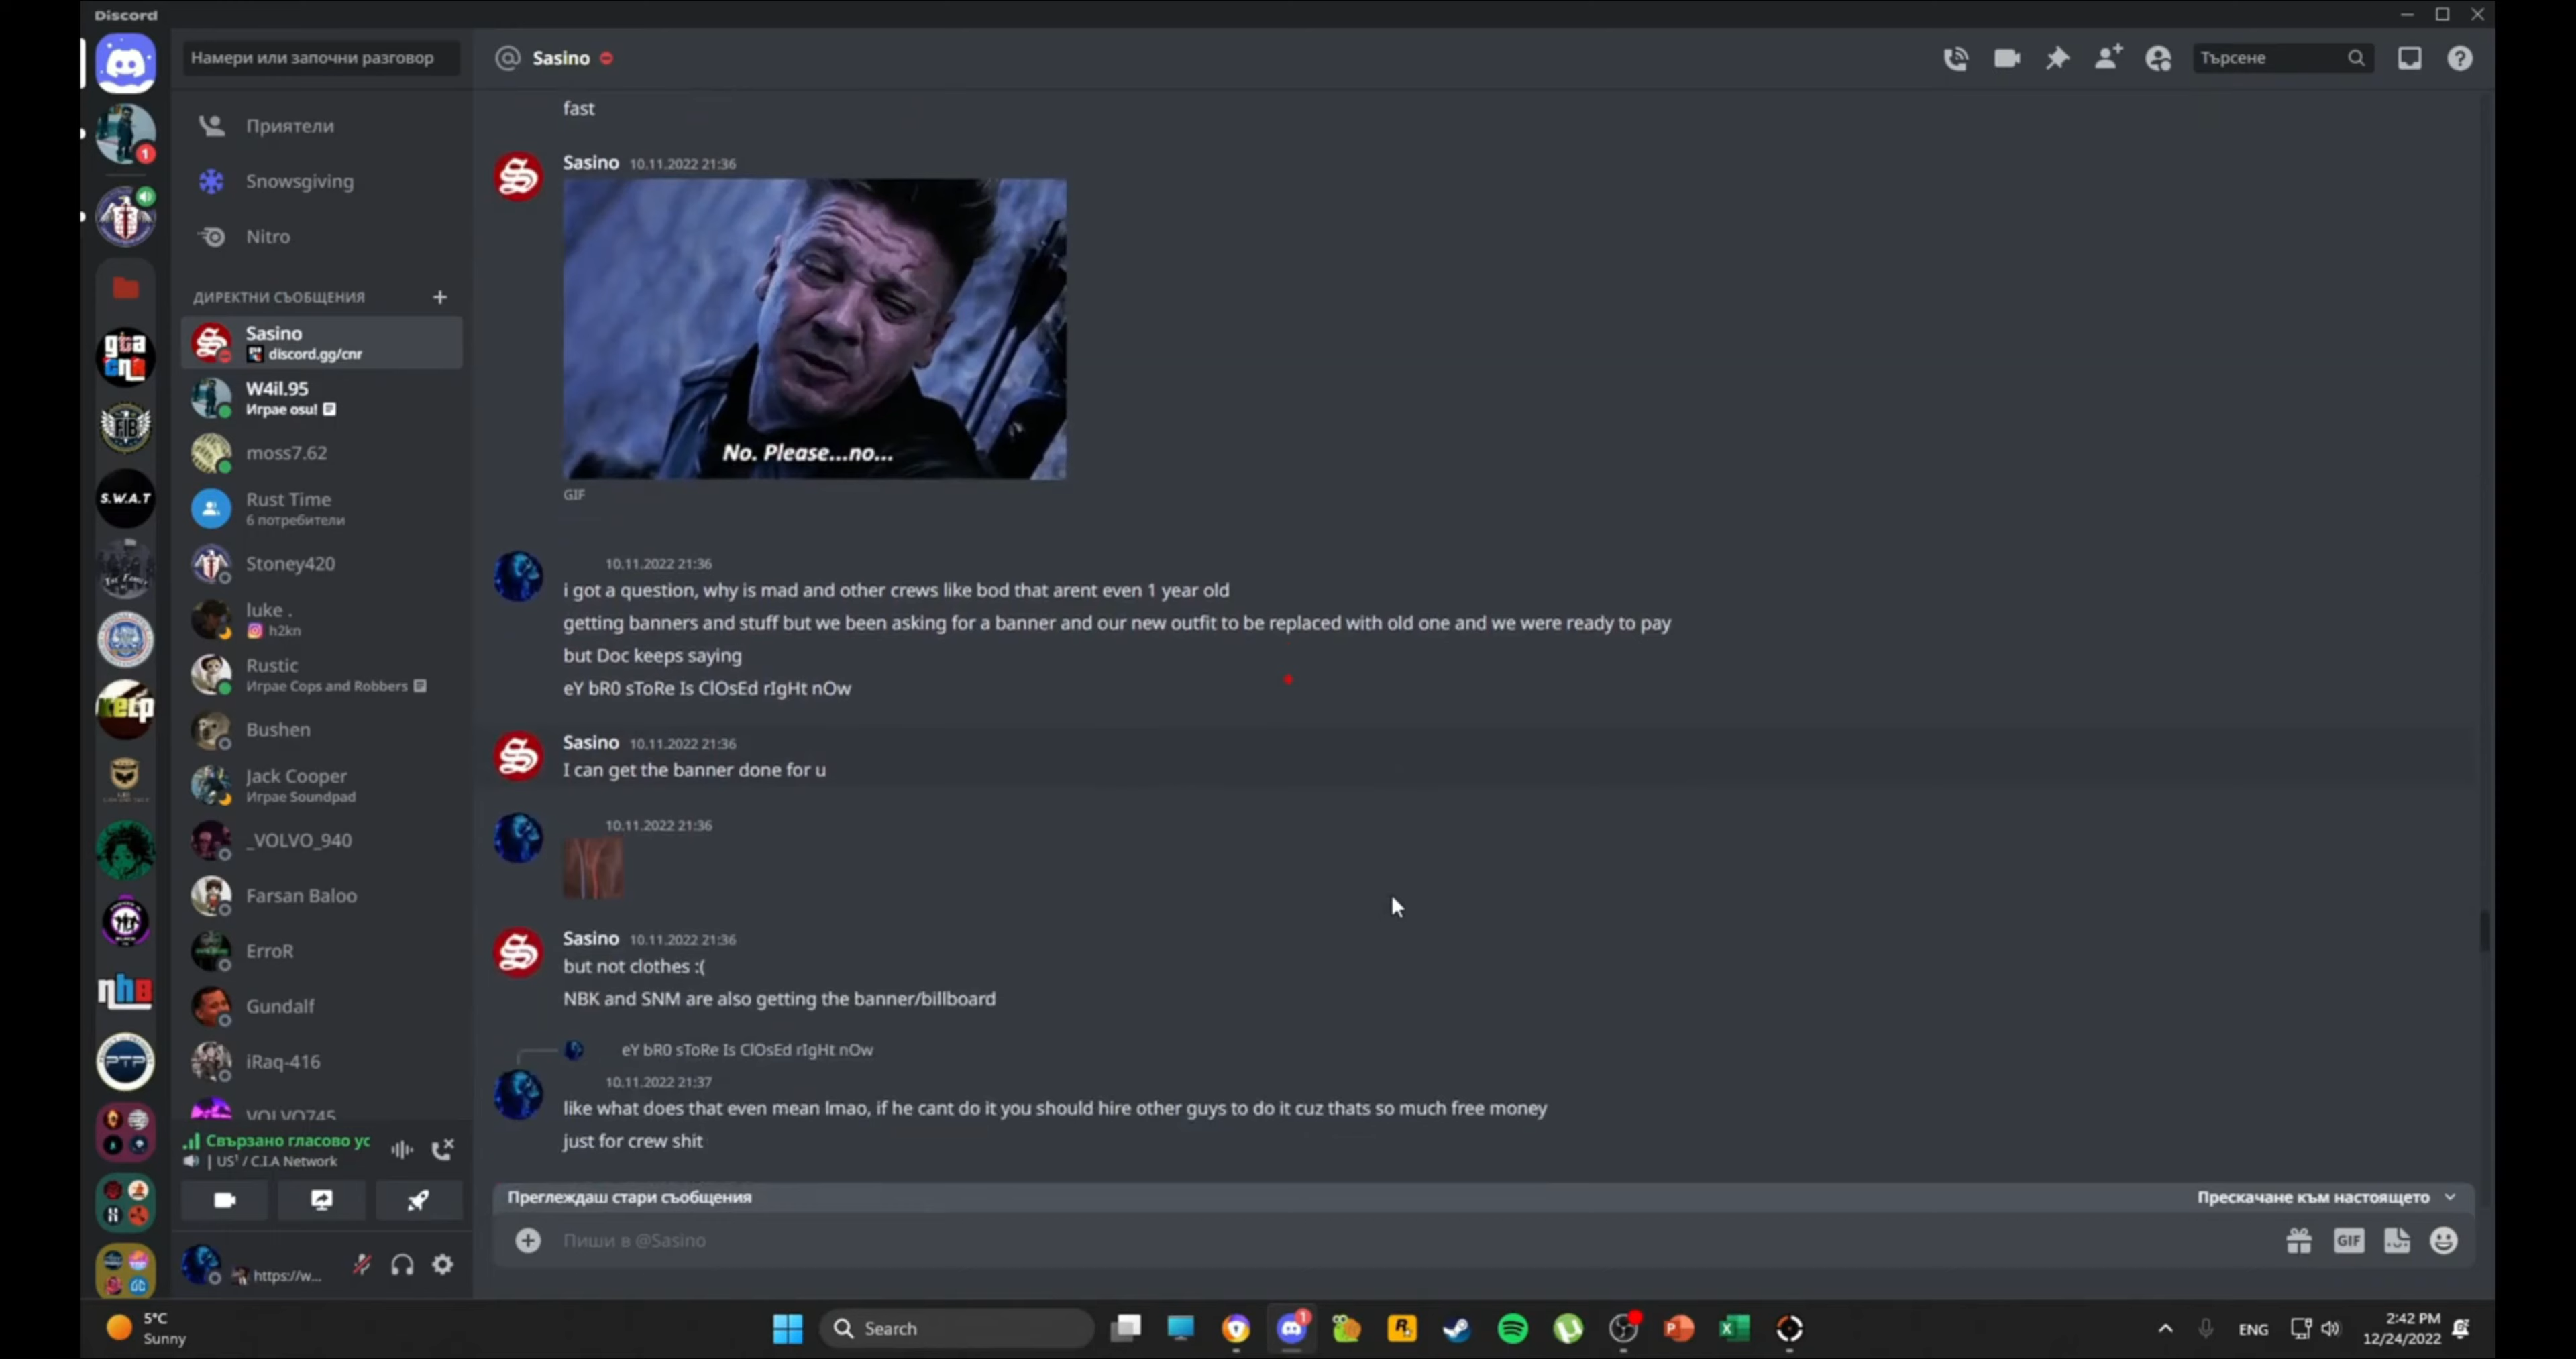 Discord
Намери или започни разговор
Приятели
Snowsgiving
Nitro
ДИРЕКТНИ СЪОБЩЕНИЯ
Sasino
discord.gg/cnr
W4il.95
Играе osu!
moss7.62
Rust Time
6 потребители
Stoney420
luke .
h2kn
Rustic
Играе Cops and Robbers
Bushen
Jack Cooper
Играе Soundpad
_VOLVO_940
Farsan Baloo
ErroR
Gundalf
iRaq-416
VOLVO745
Свързано гласово ус
| US¹ / C.I.A Network
https://w...
1
gta
cnr
FIB
S.W.A.T
kelp
nhb
PTP
Sasino
Търсене
fast
Sasino 10.11.2022 21:36
No. Please...no...
GIF
10.11.2022 21:36
i got a question, why is mad and other crews like bod that arent even 1 year old
getting banners and stuff but we been asking for a banner and our new outfit to be replaced with old one and we were ready to pay
but Doc keeps saying
eY bR0 sToRe Is ClOsEd rIgHt nOw
Sasino 10.11.2022 21:36
I can get the banner done for u
10.11.2022 21:36
Sasino 10.11.2022 21:36
but not clothes :(
NBK and SNM are also getting the banner/billboard
eY bR0 sToRe Is ClOsEd rIgHt nOw
10.11.2022 21:37
like what does that even mean lmao, if he cant do it you should hire other guys to do it cuz thats so much free money
just for crew shit
Преглеждаш стари съобщения
Прескачане към настоящето
Пиши в @Sasino
GIF
5°C
Sunny
Search
1
ENG
2:42 PM
12/24/2022